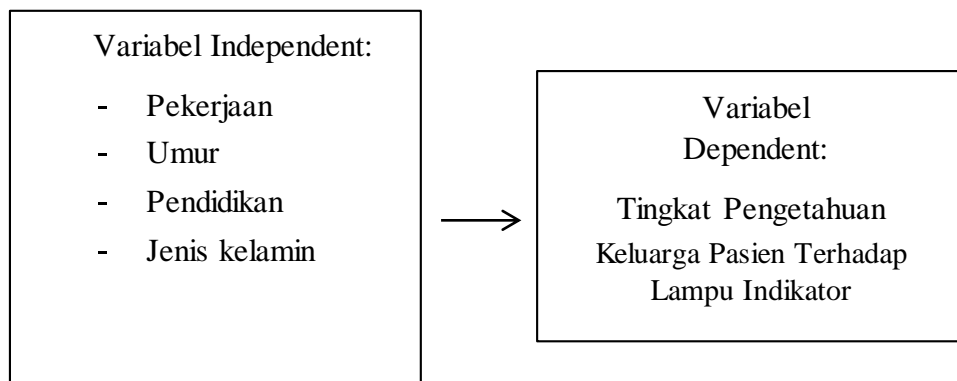 Variabel Independent:
- Pekerjaan
- Umur
- Pendidikan
- Jenis kelamin
Variabel
Dependent:
Tingkat Pengetahuan
Keluarga Pasien Terhadap
Lampu Indikator